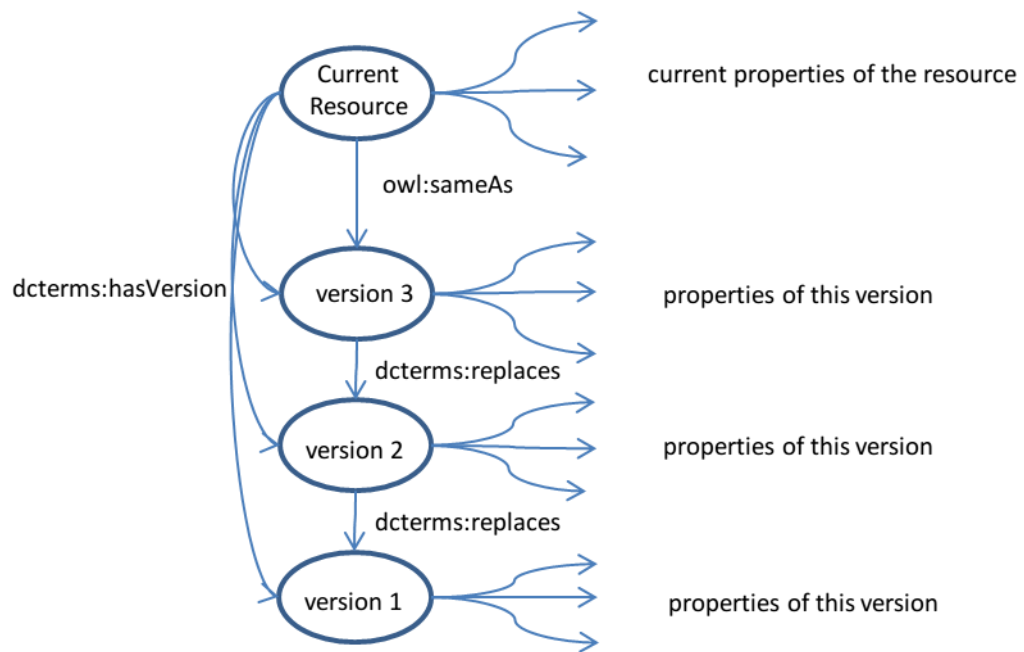 Current
Resource
current properties of the resource
owl:sameAs
dcterms:hasVersion
version 3
properties of this version
dcterms:replaces
version 2
properties of this version
dcterms:replaces
version 1
properties of this version